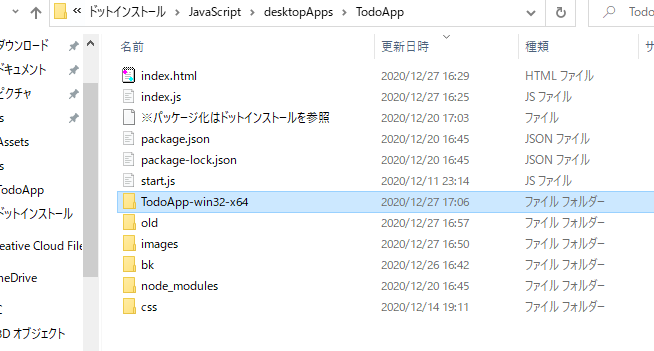 « ドットインストール › JavaScript › desktopApps › TodoApp
Todo
名前 更新日時 種類 サ
index.html 2020/12/27 16:29 HTML ファイル
index.js 2020/12/27 16:25 JS ファイル
※パッケージ化はドットインストールを参照 2020/12/20 17:03 ファイル
package.json 2020/12/20 16:45 JSON ファイル
package-lock.json 2020/12/20 16:45 JSON ファイル
start.js 2020/12/11 23:14 JS ファイル
TodoApp-win32-x64 2020/12/27 17:06 ファイル フォルダー
old 2020/12/27 16:57 ファイル フォルダー
images 2020/12/27 16:50 ファイル フォルダー
bk 2020/12/26 16:42 ファイル フォルダー
node_modules 2020/12/20 16:45 ファイル フォルダー
css 2020/12/14 19:11 ファイル フォルダー
ダウンロード
ドキュメント
ピクチャ
s
Assets
s
TodoApp
ドットインストール
reative Cloud File
neDrive
C
3D オブジェクト